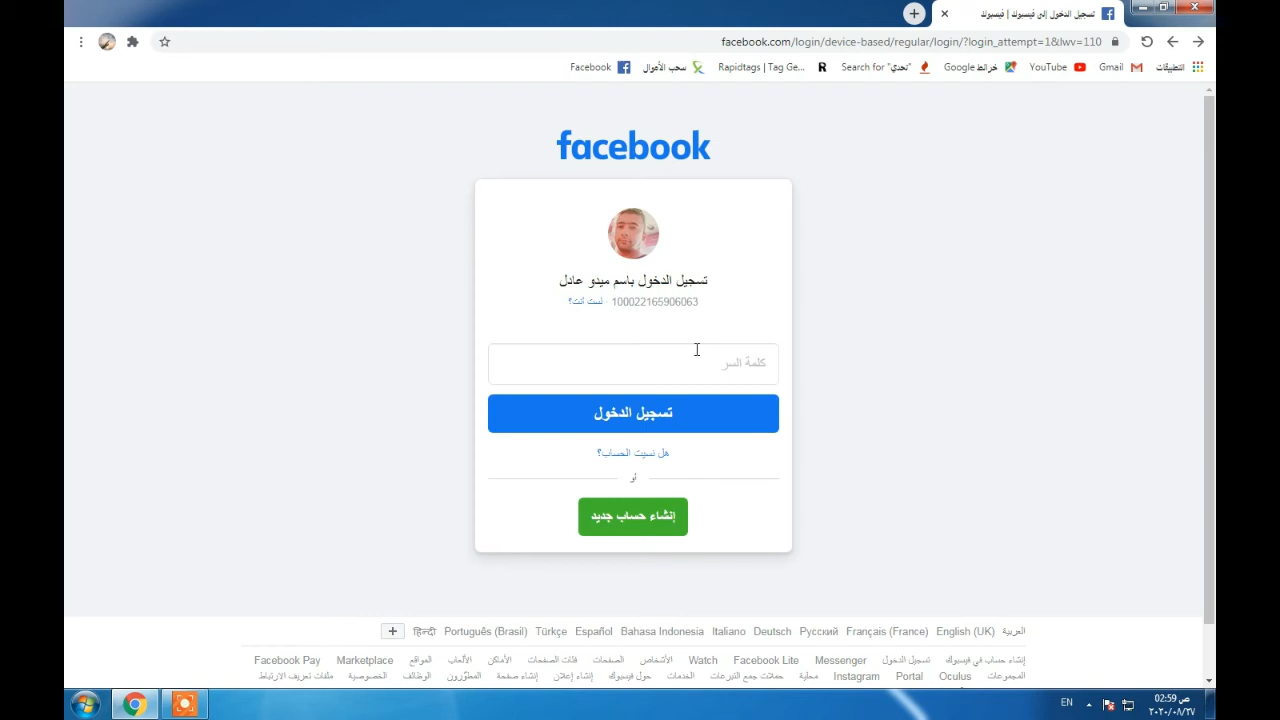 تسجيل الدخول إلى فيسبوك | فيسبوك
facebook.com/login/device-based/regular/login/?login_attempt=1&lwv=110
التطبيقات Gmail YouTube خرائط Google Search for "تحدي" Rapidtags | Tag Ge... سحب الأموال Facebook
facebook
تسجيل الدخول باسم ميدو عادل
100022165906063 · لست أنت؟
كلمة السر
تسجيل الدخول
هل نسيت الحساب؟
أو
إنشاء حساب جديد
العربية English (UK) Français (France) Русский Deutsch Italiano Bahasa Indonesia Español Türkçe Português (Brasil) हिन्दी
إنشاء حساب في فيسبوك تسجيل الدخول Messenger Facebook Lite Watch الأشخاص الصفحات فئات الصفحات الأماكن الألعاب المواقع Marketplace Facebook Pay
المجموعات Oculus Portal Instagram محلية حملات جمع التبرعات الخدمات حول فيسبوك إنشاء إعلان إنشاء صفحة المطوّرون الوظائف الخصوصية ملفات تعريف الارتباط
EN
02:59 ص
٢٠٢٠/٠٨/٢٧